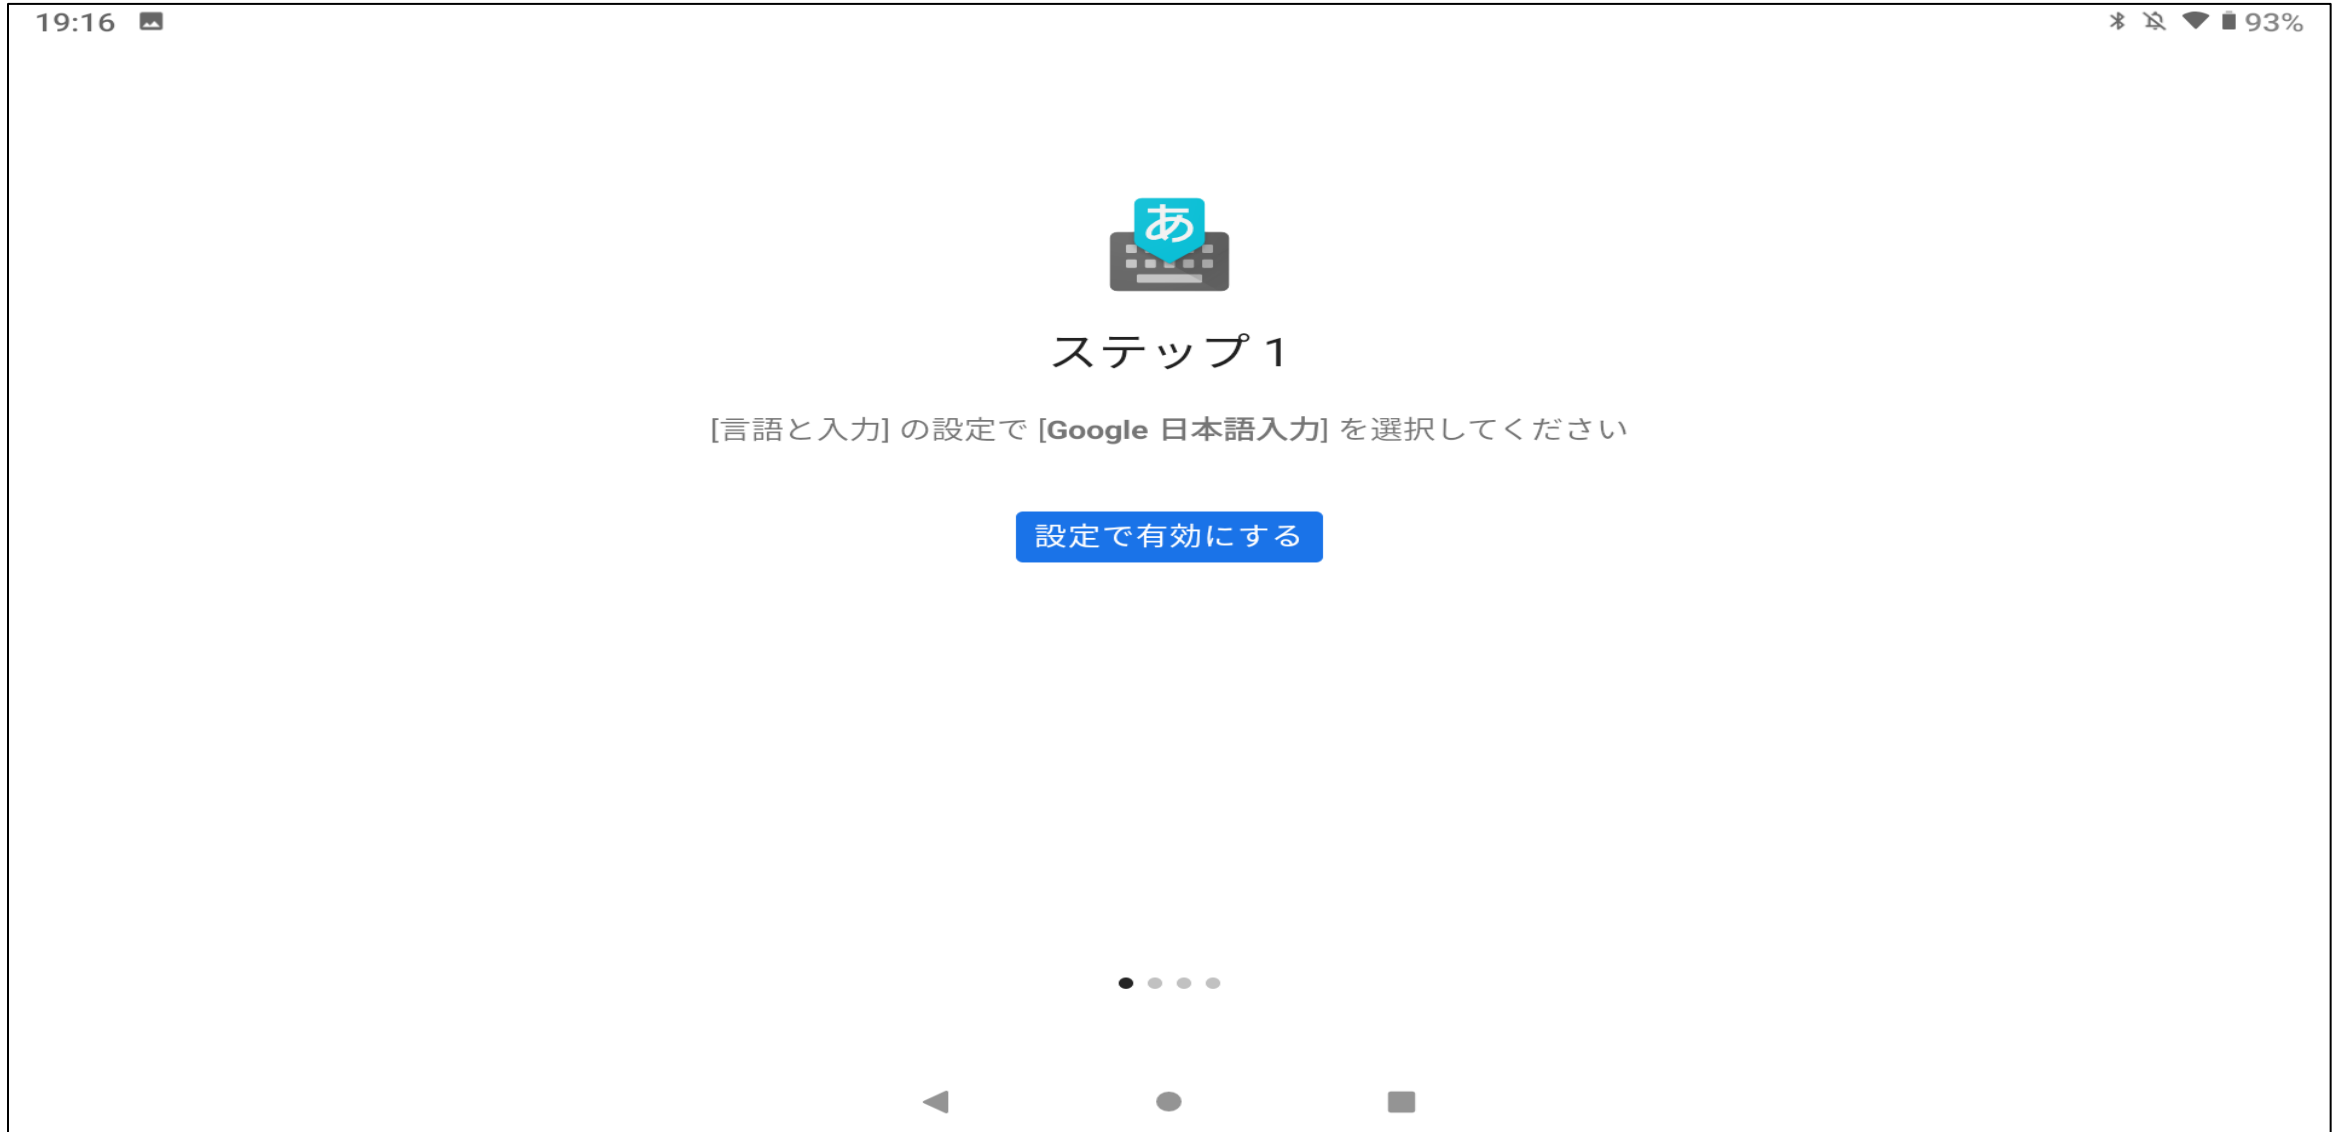 19:16
93%
あ
ステップ 1
[言語と入力] の設定で [Google 日本語入力] を選択してください
設定で有効にする